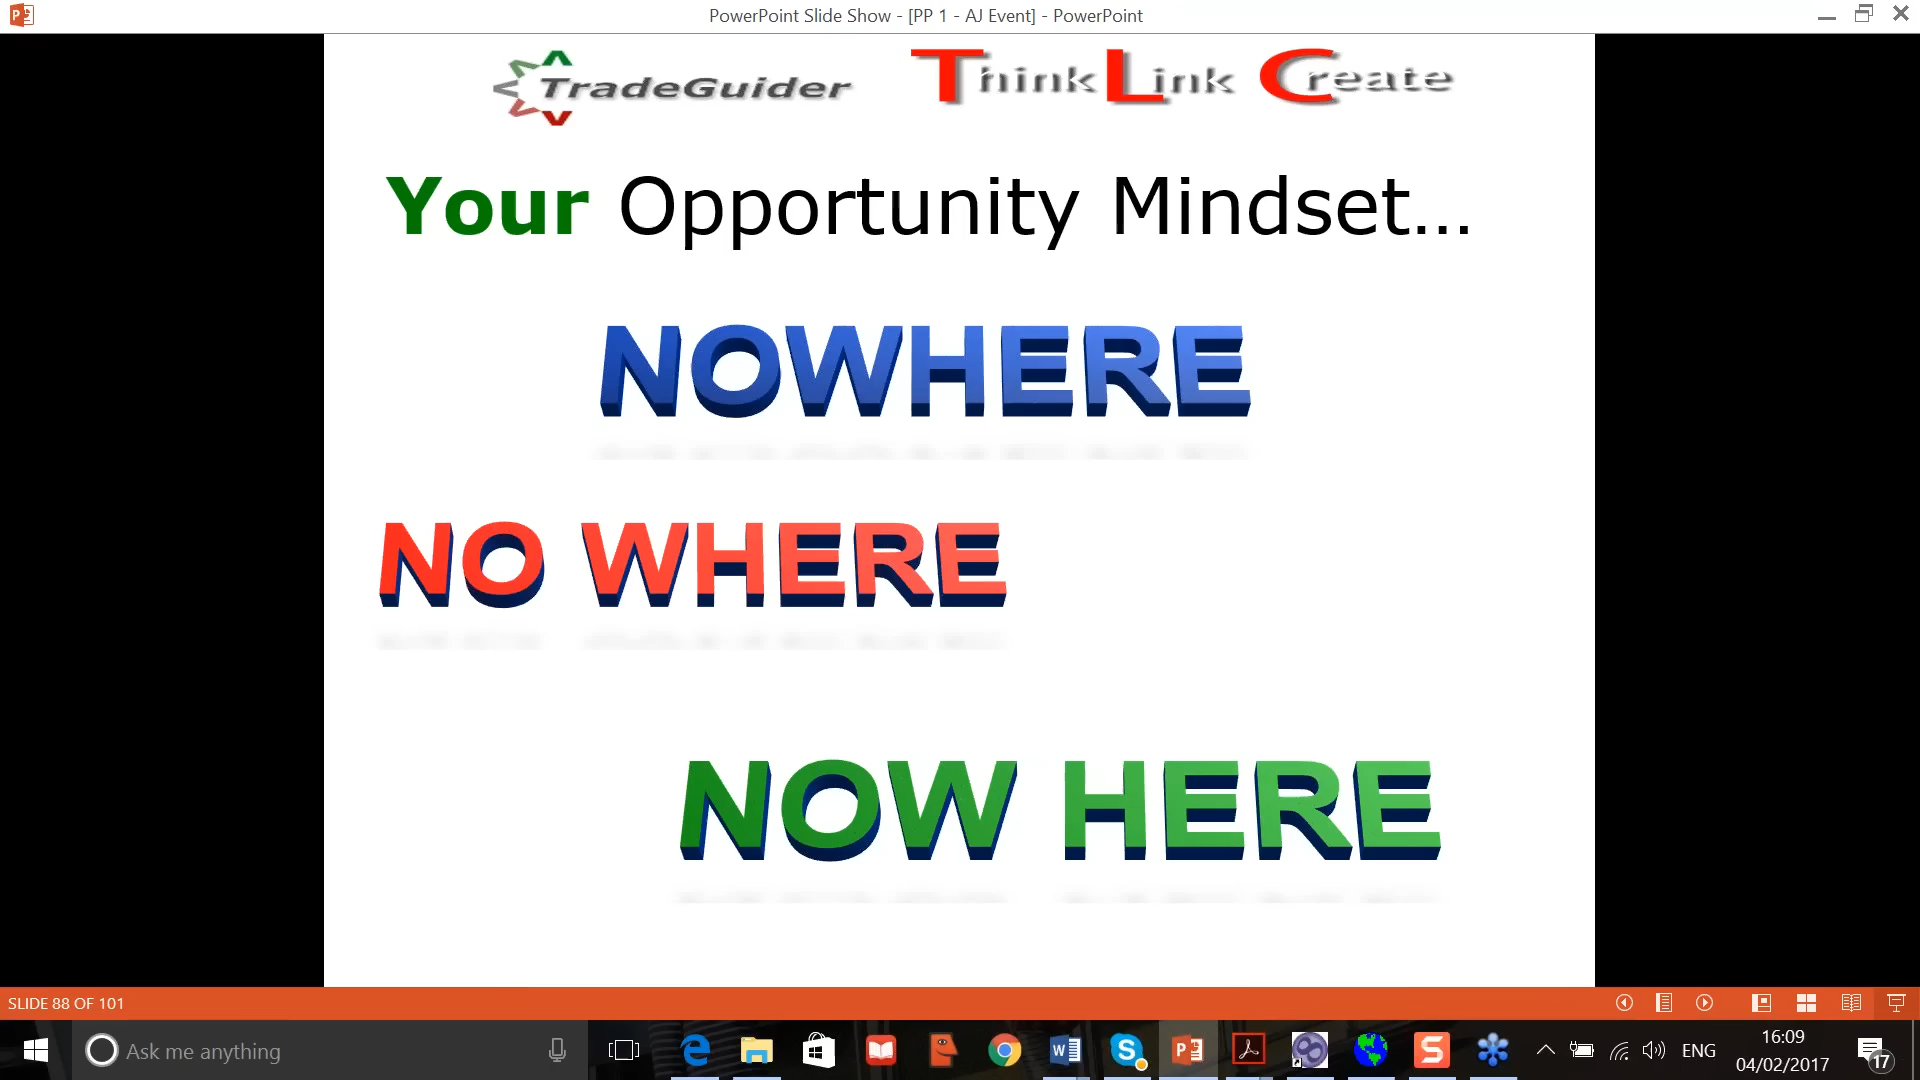 PowerPoint Slide Show - [PP 1 - AJ Event] - PowerPoint
TradeGuider
Think Link Create
Your Opportunity Mindset...
NOWHERE
NO WHERE
NOW HERE
SLIDE 88 OF 101
Ask me anything
ENG
16:09
04/02/2017
17